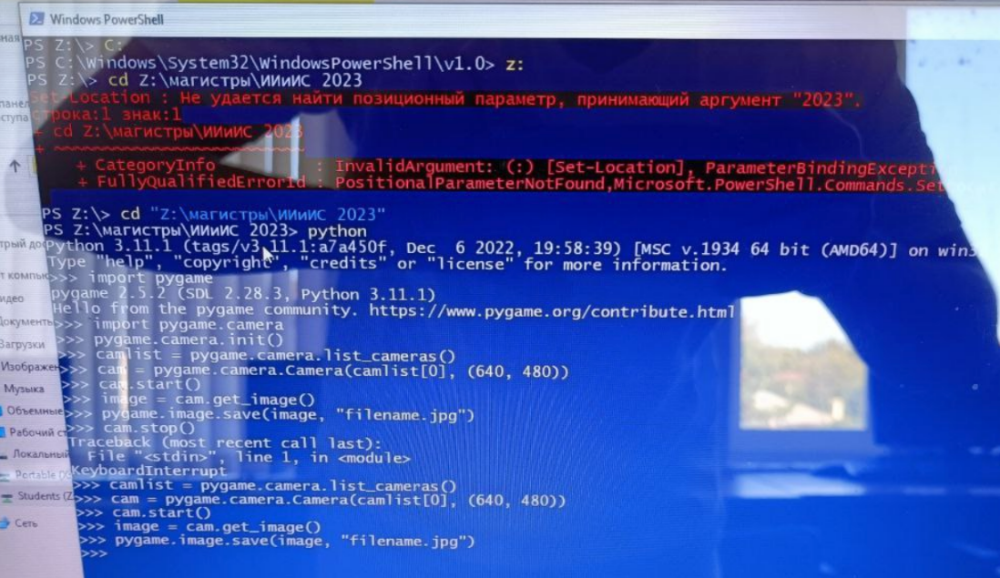 Windows PowerShell
PS Z:\> C:
PS C:\Windows\System32\WindowsPowerShell\v1.0> z:
PS Z:\> cd Z:\магистры\ИИиИС 2023
Set-Location : Не удается найти позиционный параметр, принимающий аргумент "2023".
строка:1 знак:1
+ cd Z:\магистры\ИИиИС 2023
+ ~~~~~~~~~~~~~~~~~~~~~~~~~
+ CategoryInfo : InvalidArgument: (:) [Set-Location], ParameterBindingExcepti
+ FullyQualifiedErrorId : PositionalParameterNotFound,Microsoft.PowerShell.Commands.Set
PS Z:\> cd "Z:\магистры\ИИиИС 2023"
PS Z:\магистры\ИИиИС 2023> python
Python 3.11.1 (tags/v3.11.1:a7a450f, Dec 6 2022, 19:58:39) [MSC v.1934 64 bit (AMD64)] on win3
Type "help", "copyright", "credits" or "license" for more information.
>>> import pygame
pygame 2.5.2 (SDL 2.28.3, Python 3.11.1)
Hello from the pygame community. https://www.pygame.org/contribute.html
>>> import pygame.camera
>>> pygame.camera.init()
>>> camlist = pygame.camera.list_cameras()
>>> cam = pygame.camera.Camera(camlist[0], (640, 480))
>>> cam.start()
>>> image = cam.get_image()
>>> pygame.image.save(image, "filename.jpg")
>>> cam.stop()
Traceback (most recent call last):
File "<stdin>", line 1, in <module>
KeyboardInterrupt
>>> camlist = pygame.camera.list_cameras()
>>> cam = pygame.camera.Camera(camlist[0], (640, 480))
>>> cam.start()
>>> image = cam.get_image()
>>> pygame.image.save(image, "filename.jpg")
>>>
ная
панел
ступа
трый дос
т компью
идео
Документы
Загрузки
Изображен
Музыка
Объемные
Рабочий ст
Локальный
Portable DS
Students (Z
Сеть